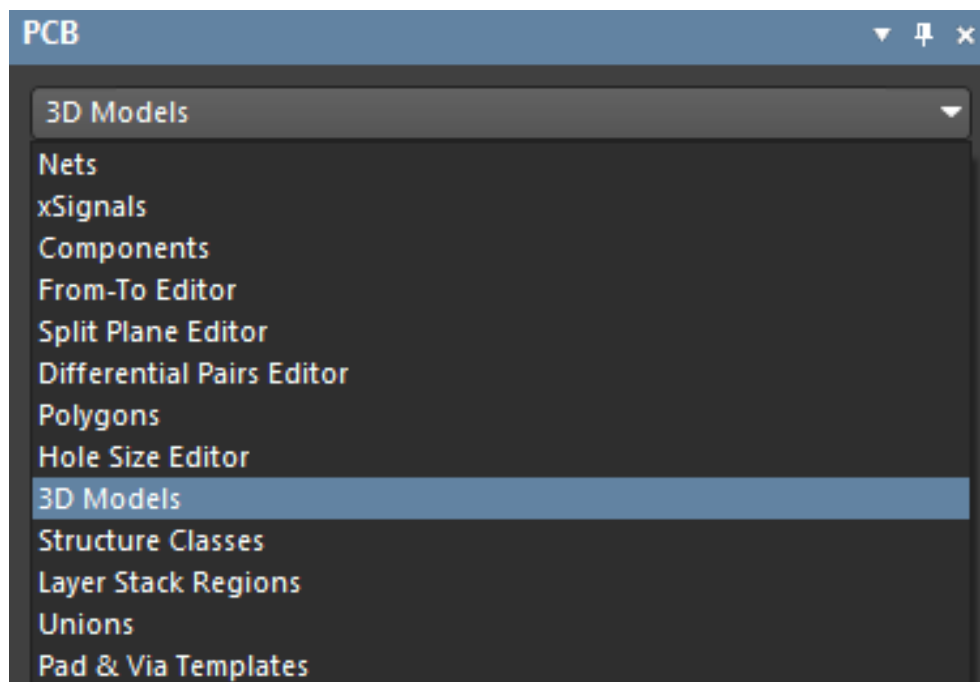 PCB
3D Models
Nets
xSignals
Components
From-To Editor
Split Plane Editor
Differential Pairs Editor
Polygons
Hole Size Editor
3D Models
Structure Classes
Layer Stack Regions
Unions
Pad & Via Templates